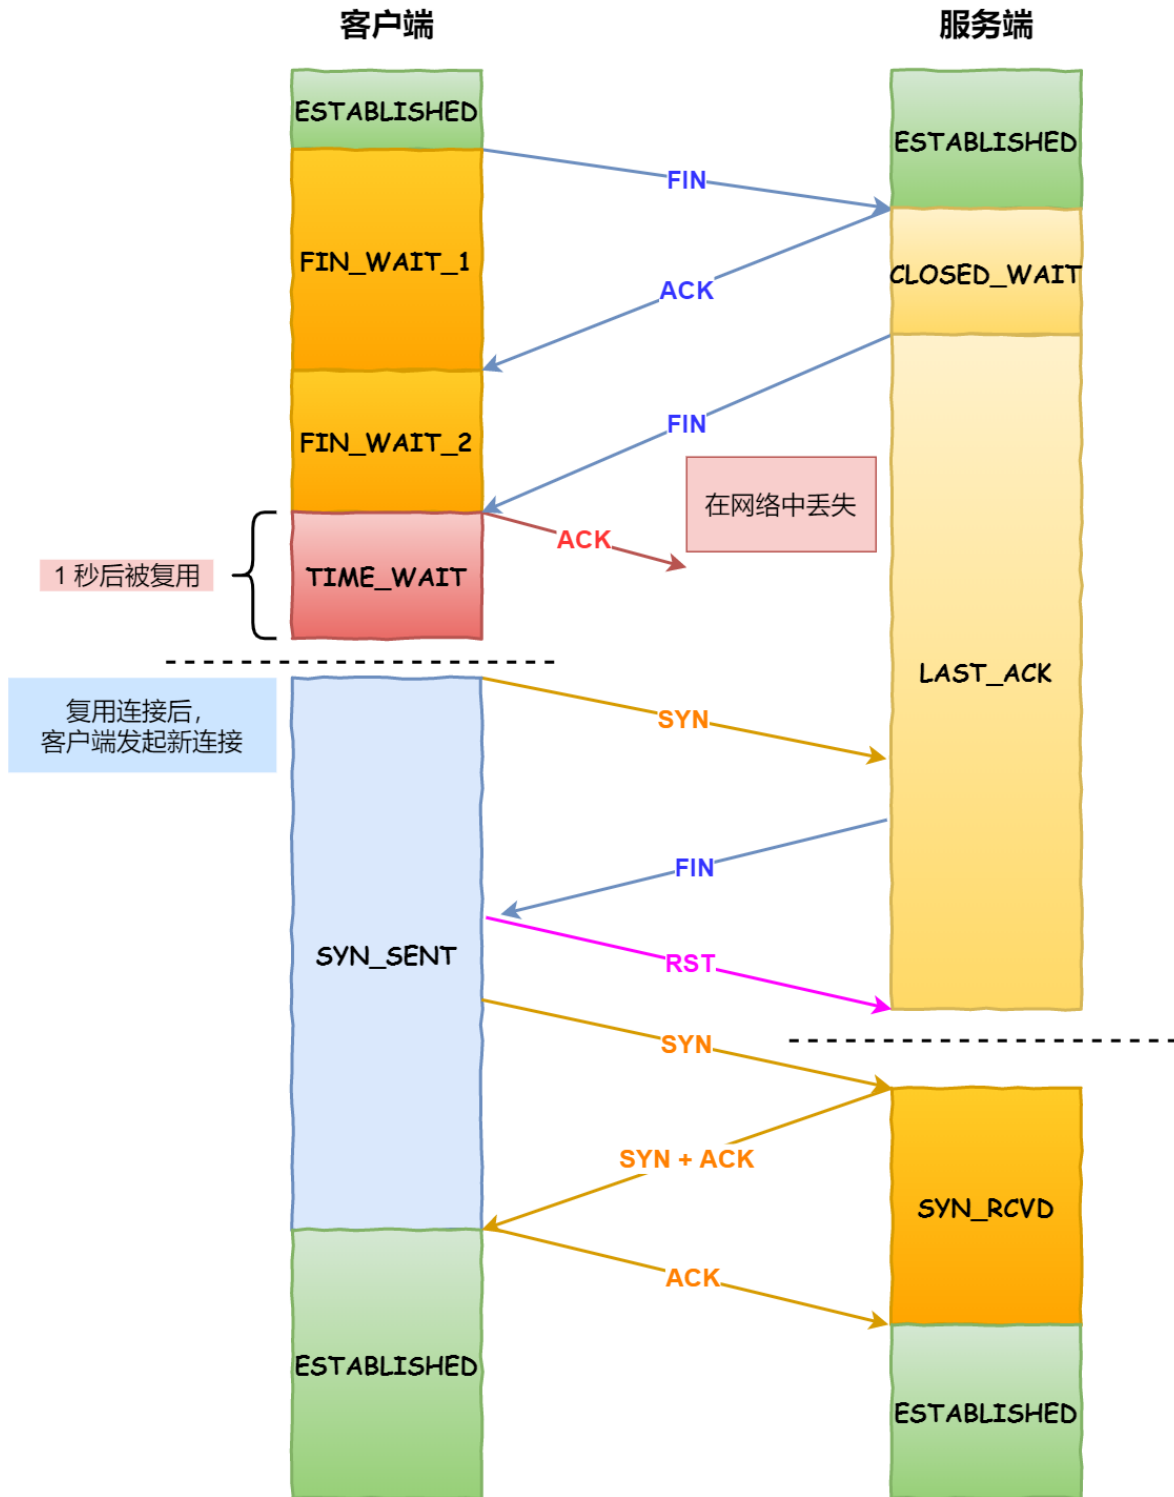 客户端
服务端
ESTABLISHED
ESTABLISHED
FIN
FIN_WAIT_1
CLOSED_WAIT
ACK
FIN
FIN_WAIT_2
在网络中丢失
ACK
1 秒后被复用
TIME_WAIT
LAST_ACK
复用连接后，
客户端发起新连接
SYN
FIN
SYN_SENT
RST
SYN
SYN + ACK
SYN_RCVD
ACK
ESTABLISHED
ESTABLISHED